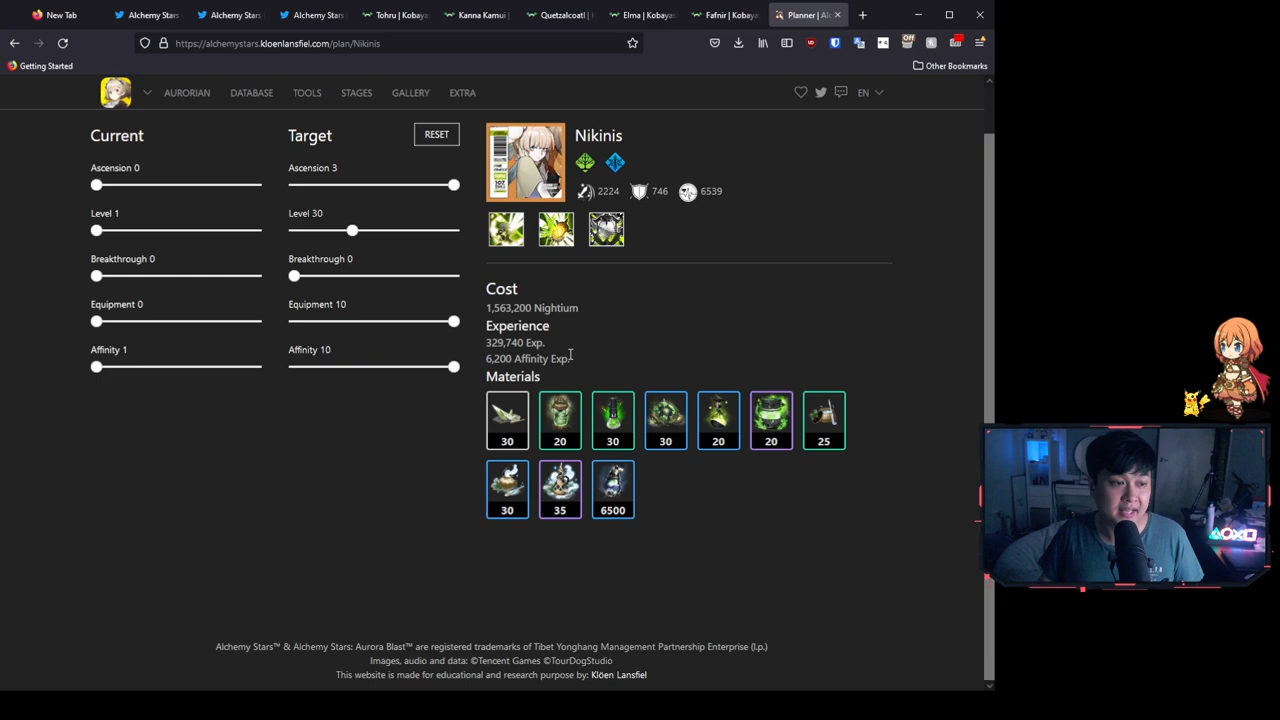 New Tab
Alchemy Stars
Alchemy Stars
Alchemy Stars
Tohru | Kobaya
Kanna Kamui |
Quetzalcoatl |
Elma | Kobayas
Fafnir | Kobaya
Planner | Alc
https://alchemystars.kloenlansfiel.com/plan/Nikinis
Off
Getting Started
Other Bookmarks
AURORIAN
DATABASE
TOOLS
STAGES
GALLERY
EXTRA
EN
Current
Target
RESET
Ascension 0
Ascension 3
Level 1
Level 30
Breakthrough 0
Breakthrough 0
Equipment 0
Equipment 10
Affinity 1
Affinity 10
Nikinis
2224
746
6539
Cost
1,563,200 Nightium
Experience
329,740 Exp.
6,200 Affinity Exp.
Materials
30
20
30
30
20
20
25
30
35
6500
Alchemy Stars™ & Alchemy Stars: Aurora Blast™ are registered trademarks of Tibet Yonghang Management Partnership Enterprise (l.p.)
Images, audio and data: ©Tencent Games ©TourDogStudio
This website is made for educational and research purpose by: Klöen Lansfiel